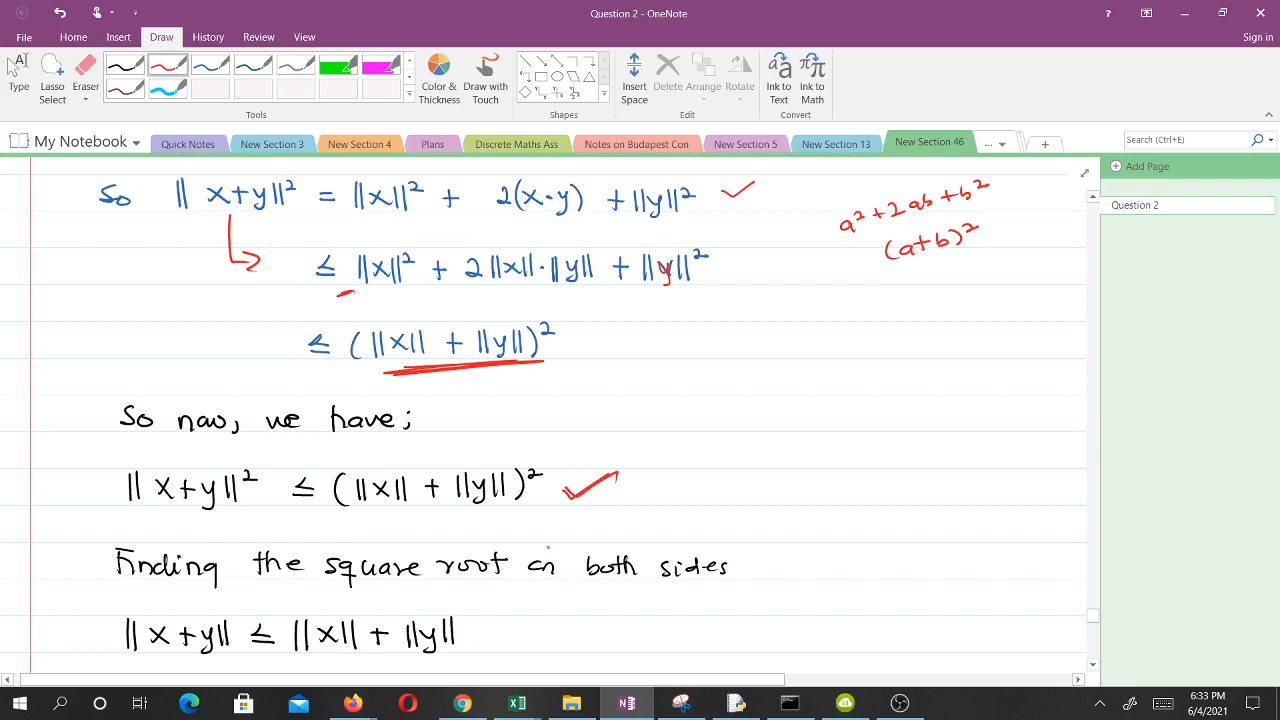 Question 2 - OneNote
Sign in
File Home Insert Draw History Review View
Type Lasso Select Eraser Color & Thickness Draw with Touch Insert Space Delete Arrange Rotate Ink to Text Ink to Math
Tools Shapes Edit Convert
My Notebook Quick Notes New Section 3 New Section 4 Plans Discrete Maths Ass Notes on Budapest Con New Section 5 New Section 13 New Section 46 ... Search (Ctrl+E)
Add Page
Question 2
So ||x+y||² = ||x||² + 2(x·y) + ||y||² ✓
a² + 2ab + b²
(a+b)²
≤ ||x||² + 2||x||·||y|| + ||y||²
≤ (||x|| + ||y||)²
So now, we have;
||x+y||² ≤ (||x|| + ||y||)² ✓
Finding the square root on both sides
||x+y|| ≤ ||x|| + ||y||
6:33 PM
6/4/2021